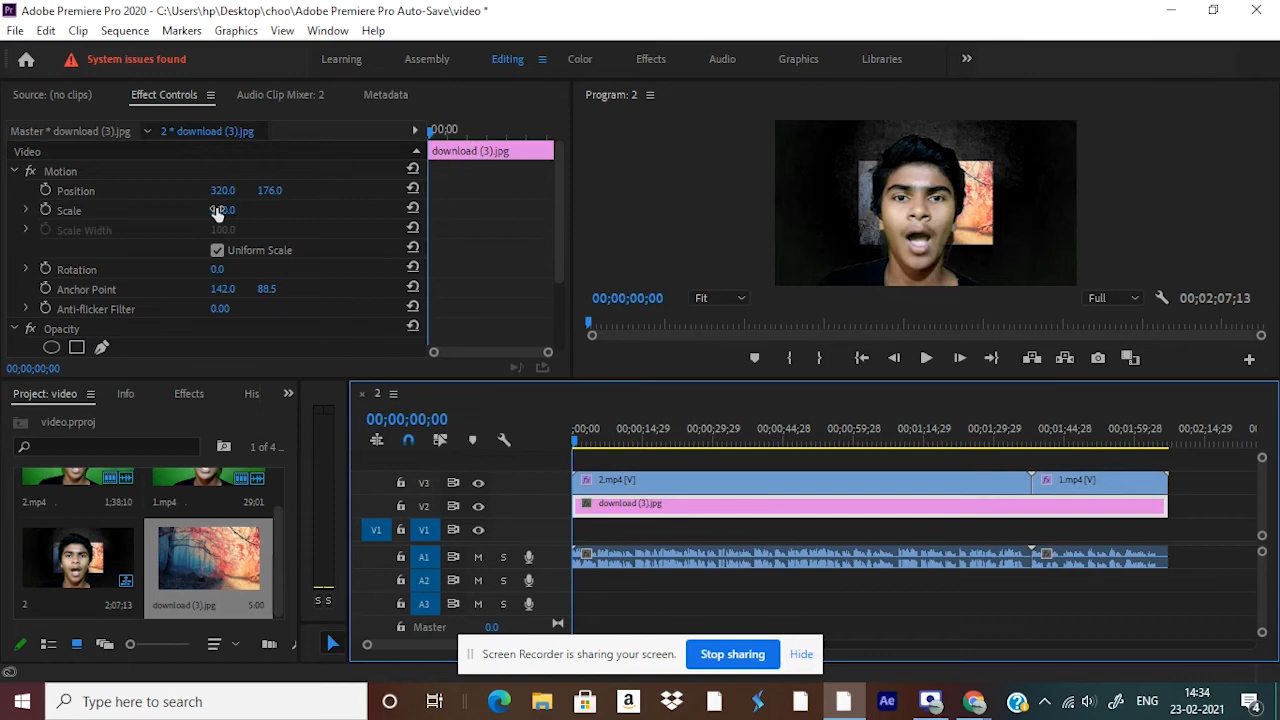 Adobe Premiere Pro 2020 - C:\Users\hp\Desktop\choo\Adobe Premiere Pro Auto-Save\video *
File Edit Clip Sequence Markers Graphics View Window Help
System issues found Learning Assembly Editing Color Effects Audio Graphics Libraries
Source: (no clips) Effect Controls Audio Clip Mixer: 2 Metadata Program: 2
Master * download (3).jpg 2 * download (3).jpg 00;00
Video download (3).jpg
Motion
Position 320.0 176.0
Scale
Scale Width 100.0
Uniform Scale
Rotation 0.0
Anchor Point 142.0 88.5
Anti-flicker Filter 0.00
Opacity
00;00;00;00 Fit Full 00;02;07;13
00;00;00;00
Project: video Info Effects His 2
video.prproj 00;00;00;00
1 of 4 ;00;00 00;00;14;29 00;00;29;29 00;00;44;28 00;00;59;28 00;01;14;29 00;01;29;29 00;01;44;28 00;01;59;28 00;02;14;29
2.mp4 1:38;10 1.mp4 29;01
V3 2.mp4 [V] 1.mp4 [V]
V2 download (3).jpg
V1 V1
A1
A2
2 2;07;13 download (3).jpg 5:00
A3 M S
S S Master 0.0
Screen Recorder is sharing your screen. Stop sharing Hide
Type here to search Ae ENG 14:34 23-02-2021 4